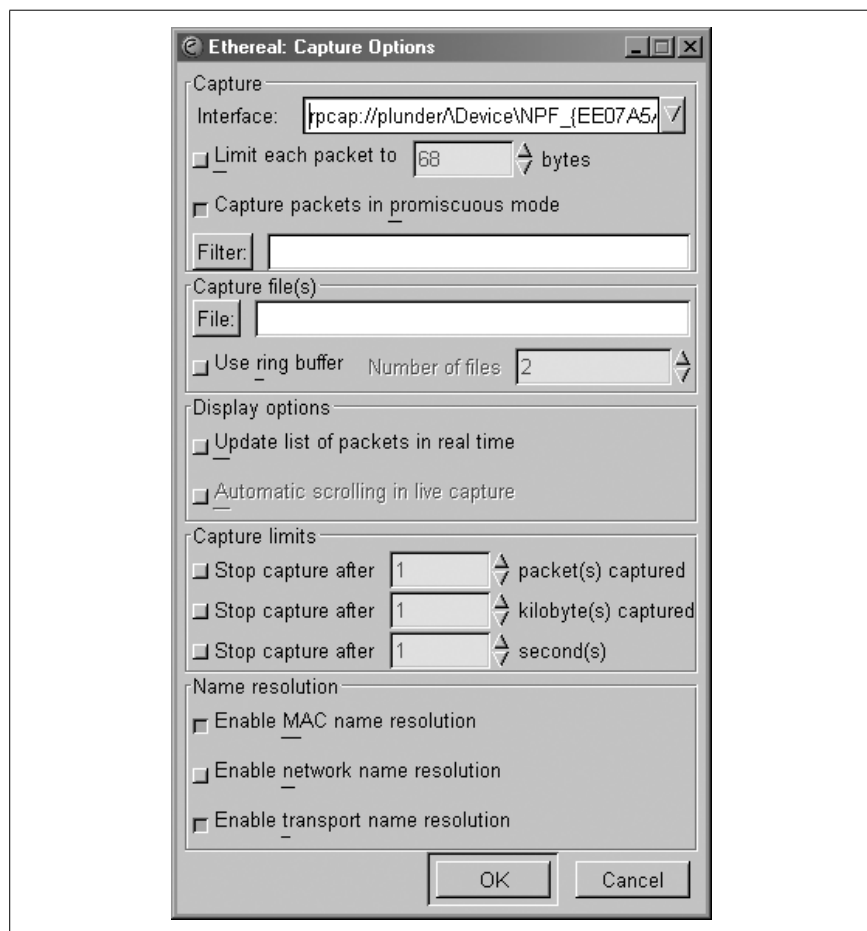 Ethereal: Capture Options
Capture
Interface: rpcap://plunder/\Device\NPF_{EE07A5
Limit each packet to 68 bytes
Capture packets in promiscuous mode
Filter:
Capture file(s)
File:
Use ring buffer Number of files 2
Display options
Update list of packets in real time
Automatic scrolling in live capture
Capture limits
Stop capture after 1 packet(s) captured
Stop capture after 1 kilobyte(s) captured
Stop capture after 1 second(s)
Name resolution
Enable MAC name resolution
Enable network name resolution
Enable transport name resolution
OK Cancel